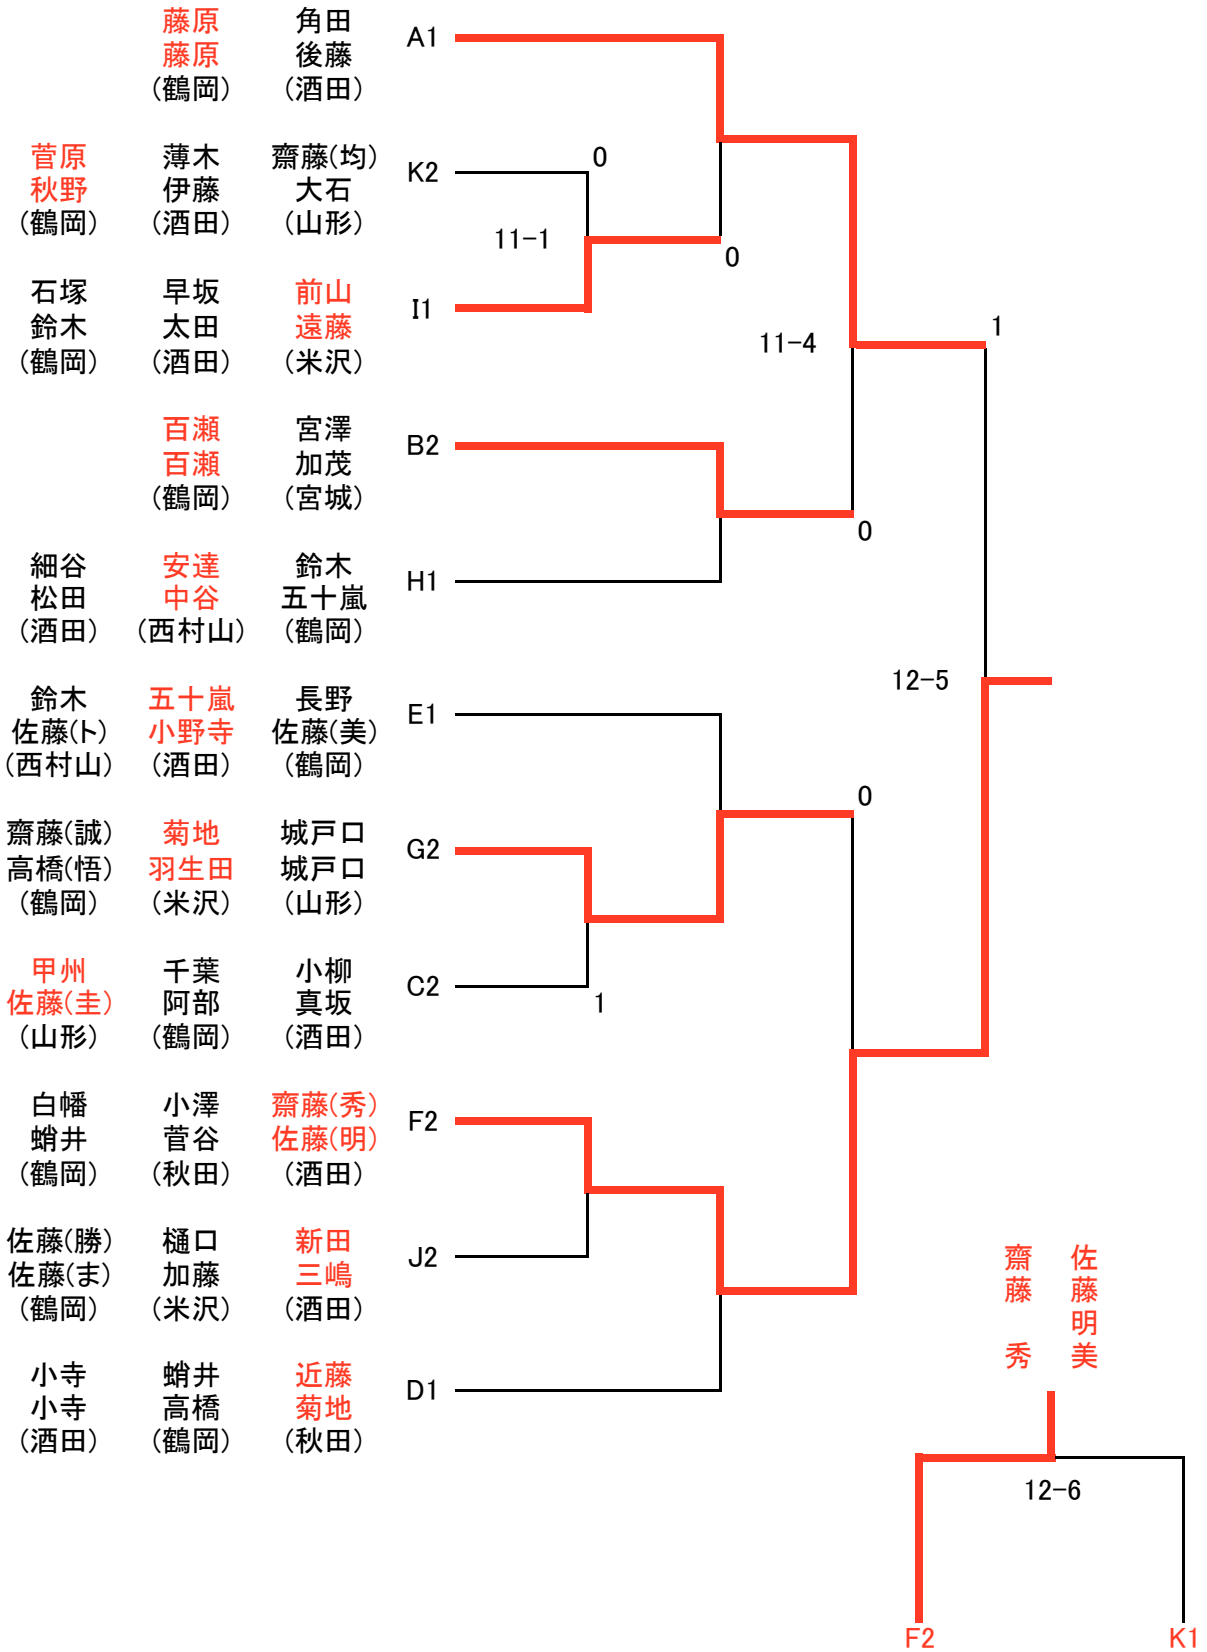 藤原 角田
藤原 後藤
(鶴岡) (酒田)
A1
菅原 薄木 齋藤(均)
秋野 伊藤 大石
(鶴岡) (酒田) (山形)
K2
0
11-1
0
石塚 早坂 前山
鈴木 太田 遠藤
(鶴岡) (酒田) (米沢)
I1
11-4
1
百瀬 宮澤
百瀬 加茂
(鶴岡) (宮城)
B2
0
細谷 安達 鈴木
松田 中谷 五十嵐
(酒田) (西村山) (鶴岡)
H1
12-5
鈴木 五十嵐 長野
佐藤(ト) 小野寺 佐藤(美)
(西村山) (酒田) (鶴岡)
E1
0
齋藤(誠) 菊地 城戸口
高橋(悟) 羽生田 城戸口
(鶴岡) (米沢) (山形)
G2
甲州 千葉 小柳
佐藤(圭) 阿部 真坂
(山形) (鶴岡) (酒田)
C2
1
白幡 小澤 齋藤(秀)
蛸井 菅谷 佐藤(明)
(鶴岡) (秋田) (酒田)
F2
佐藤(勝) 樋口 新田
佐藤(ま) 加藤 三嶋
(鶴岡) (米沢) (酒田)
J2
小寺 蛸井 近藤
小寺 高橋 菊地
(酒田) (鶴岡) (秋田)
D1
齋藤 秀
佐藤明美
12-6
F2
K1